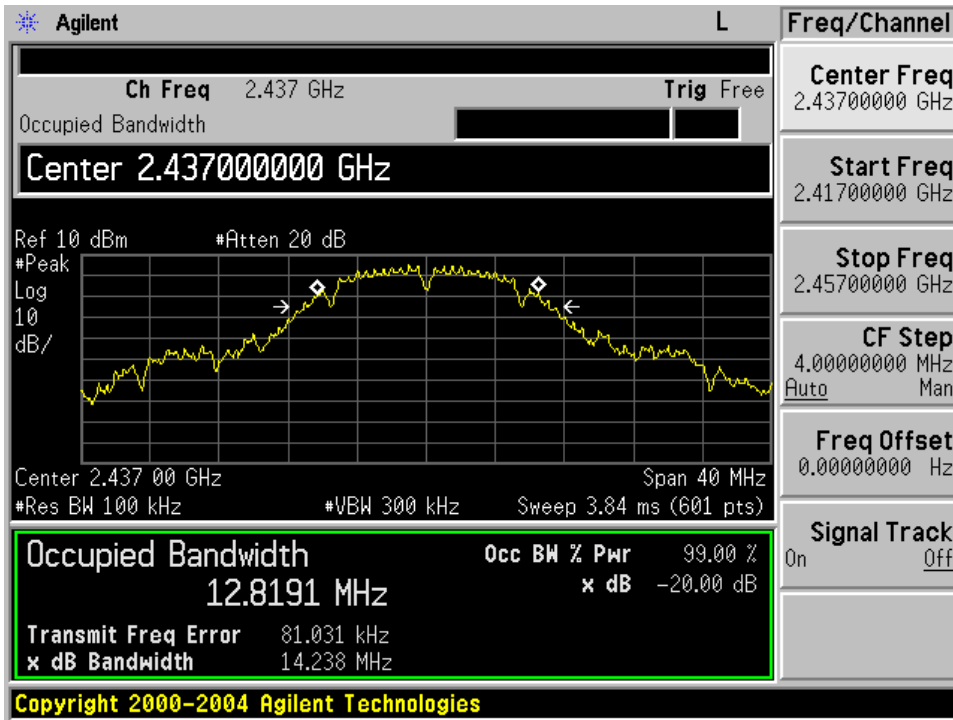 Agilent L Freq/Channel
Ch Freq 2.437 GHz Trig Free
Occupied Bandwidth
Center 2.437000000 GHz
Ref 10 dBm #Atten 20 dB
#Peak
Log
10
dB/
Center 2.437 00 GHz Span 40 MHz
#Res BW 100 kHz #VBW 300 kHz Sweep 3.84 ms (601 pts)
Occupied Bandwidth
12.8191 MHz
Occ BW % Pwr 99.00 %
x dB -20.00 dB
Transmit Freq Error 81.031 kHz
x dB Bandwidth 14.238 MHz
Copyright 2000-2004 Agilent Technologies
Center Freq
2.43700000 GHz
Start Freq
2.41700000 GHz
Stop Freq
2.45700000 GHz
CF Step
4.00000000 MHz
Auto Man
Freq Offset
0.00000000 Hz
Signal Track
On Off